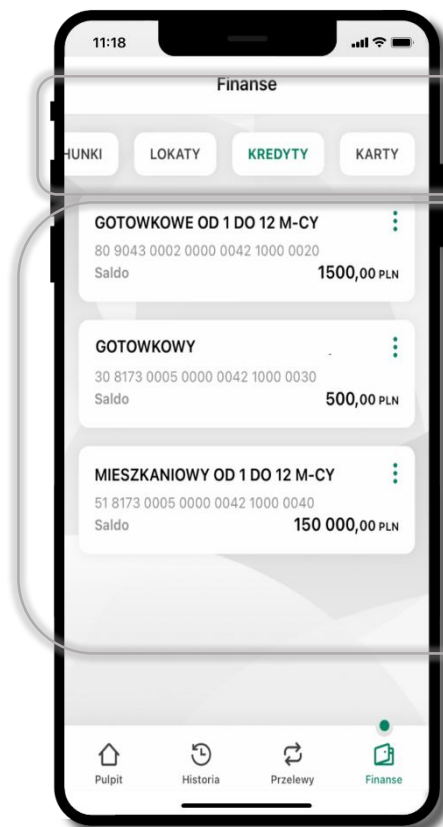 11:18
Finanse
HUNKI LOKATY KREDYTY KARTY
GOTOWKOWE OD 1 DO 12 M-CY
80 9043 0002 0000 0042 1000 0020
Saldo 1500,00 PLN
GOTOWKOWY
30 8173 0005 0000 0042 1000 0030
Saldo 500,00 PLN
MIESZKANIOWY OD 1 DO 12 M-CY
51 8173 0005 0000 0042 1000 0040
Saldo 150 000,00 PLN
Pulpit Historia Przelewy Finanse